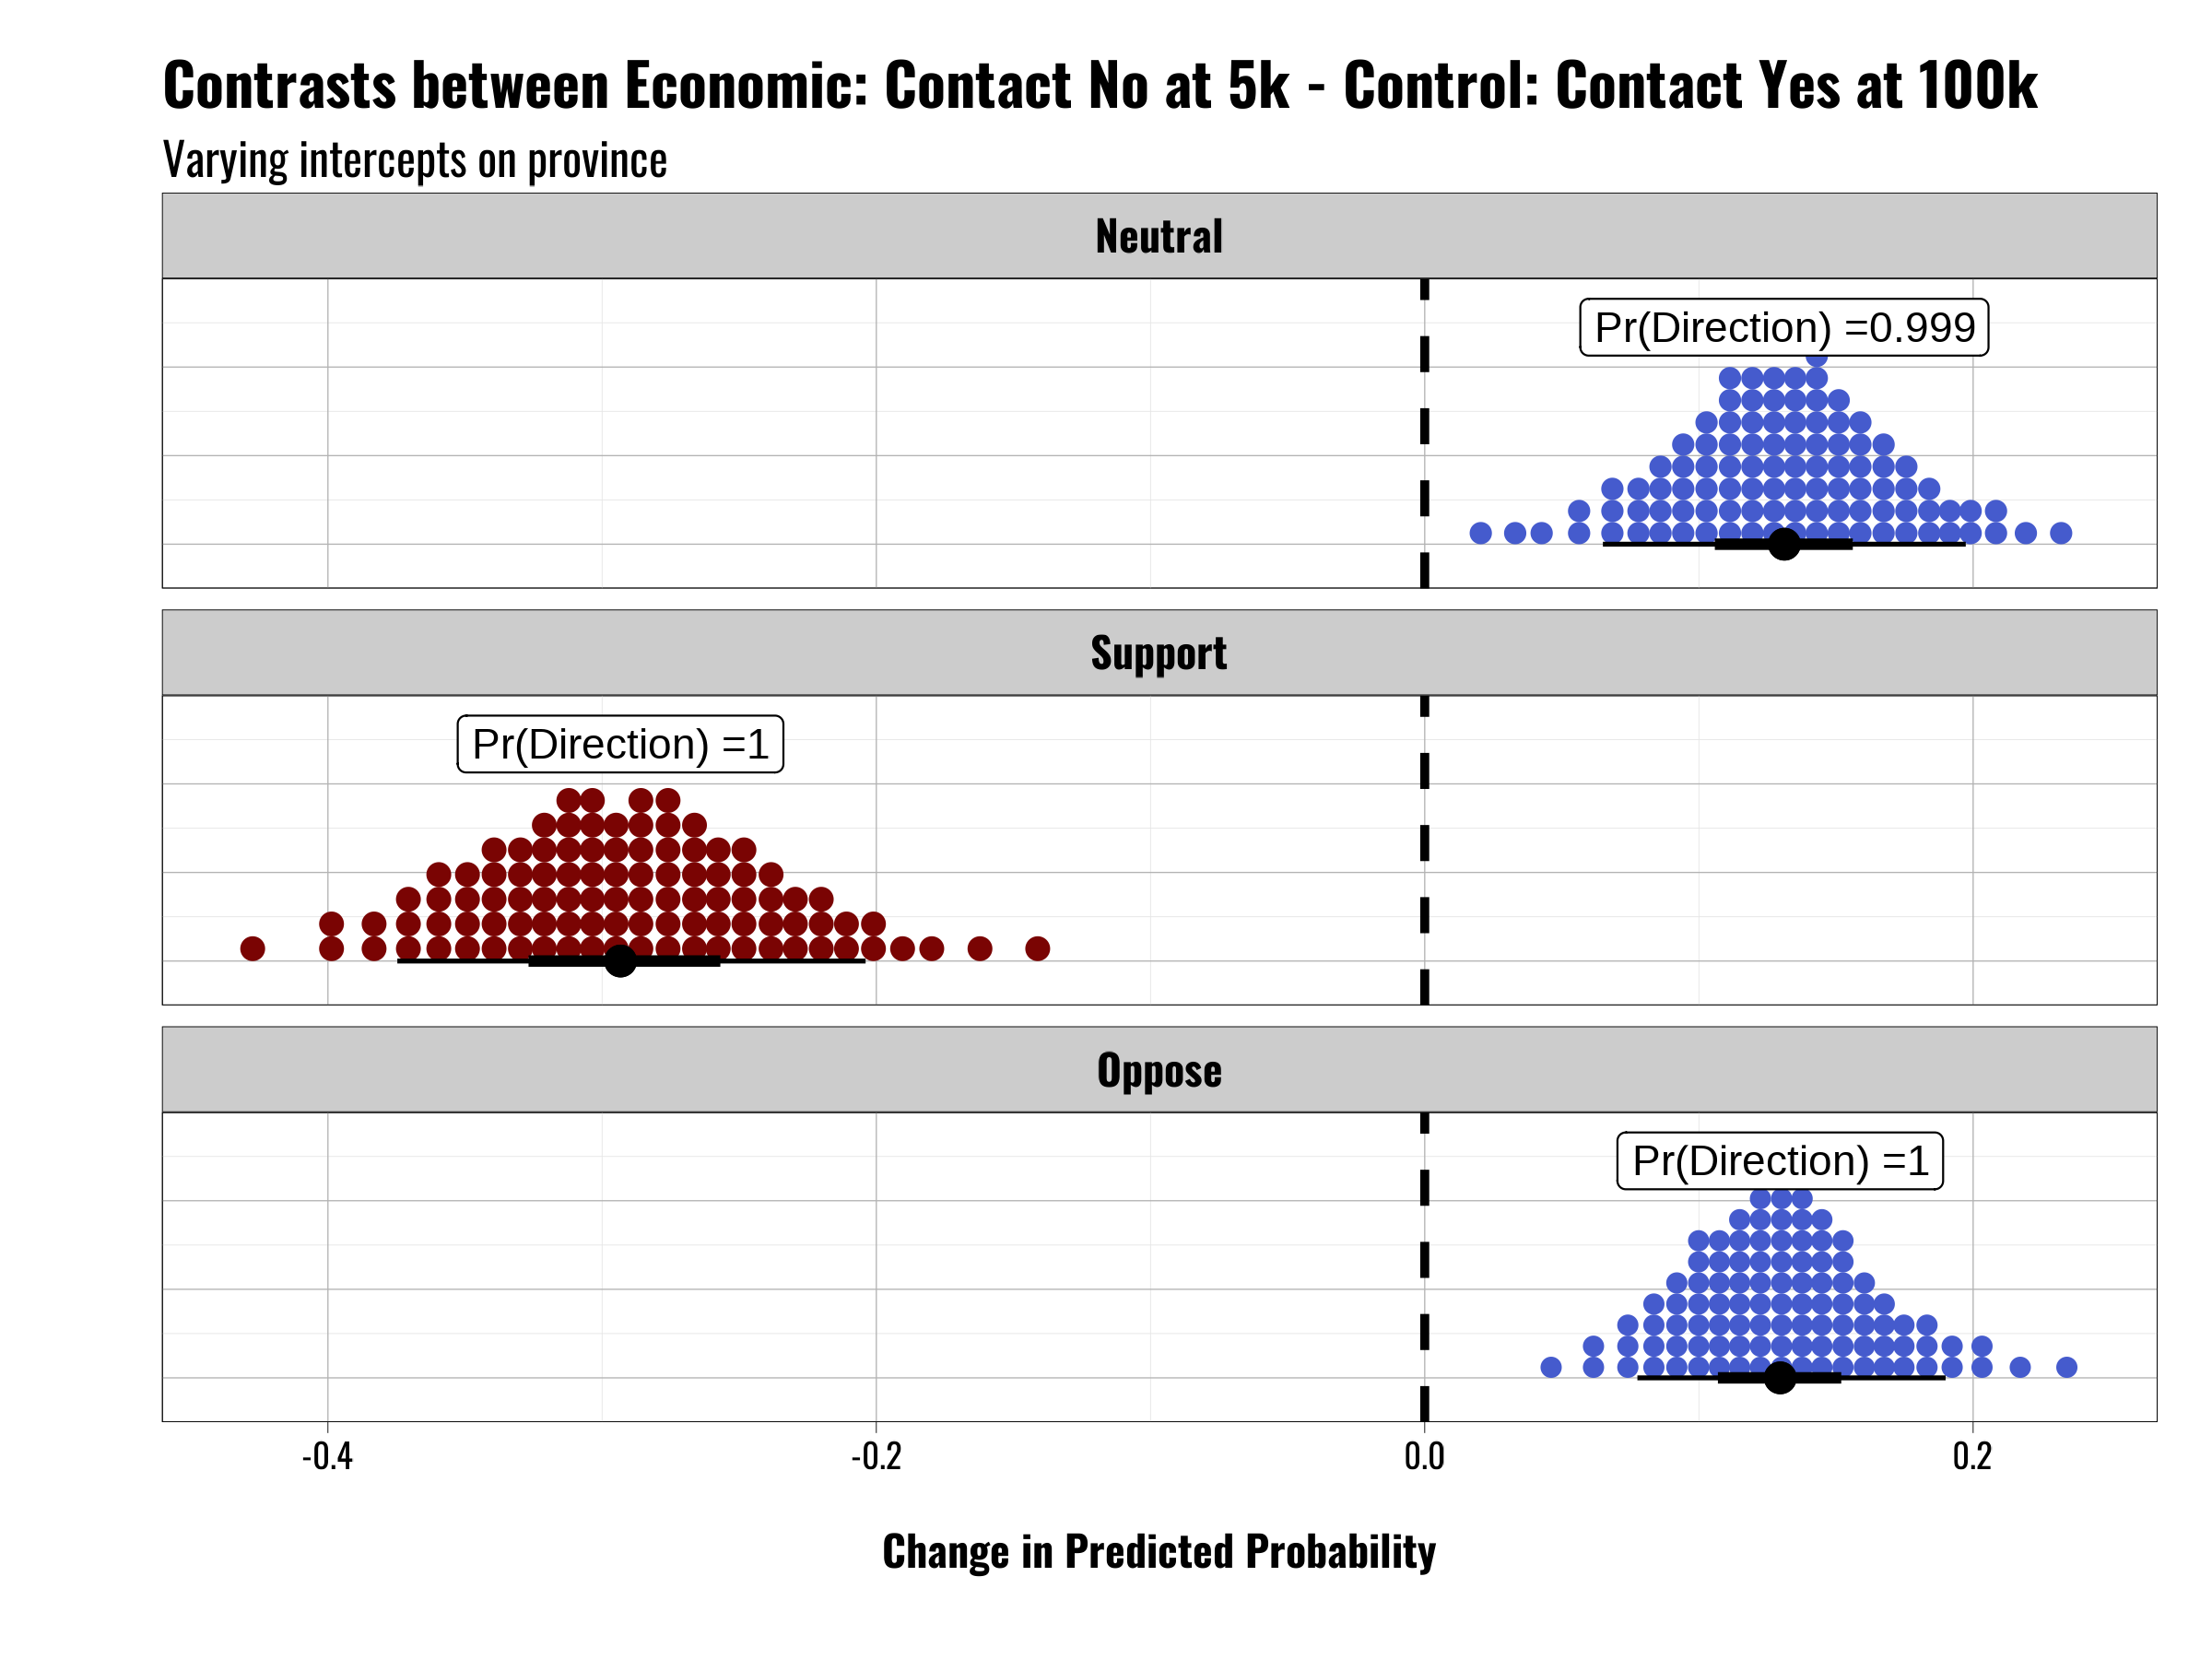 Contrasts between Economic: Contact No at 5k - Control: Contact Yes at 100k
Varying intercepts on province
Neutral
Pr(Direction) =0.999
Support
Pr(Direction) =1
Oppose
Pr(Direction) =1
-0.4 -0.2 0.0 0.2
Change in Predicted Probability